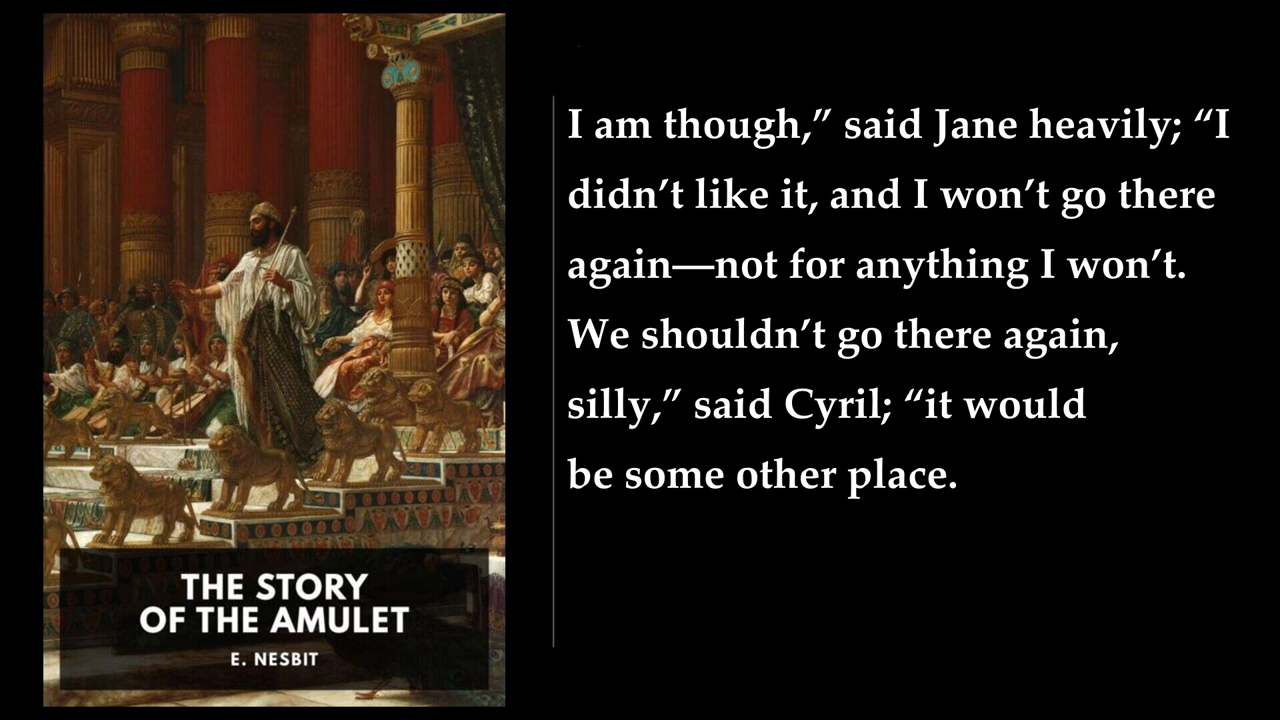 THE STORY
OF THE AMULET
E. NESBIT
I am though,” said Jane heavily; “I
didn’t like it, and I won’t go there
again—not for anything I won’t.
We shouldn’t go there again,
silly,” said Cyril; “it would
be some other place.